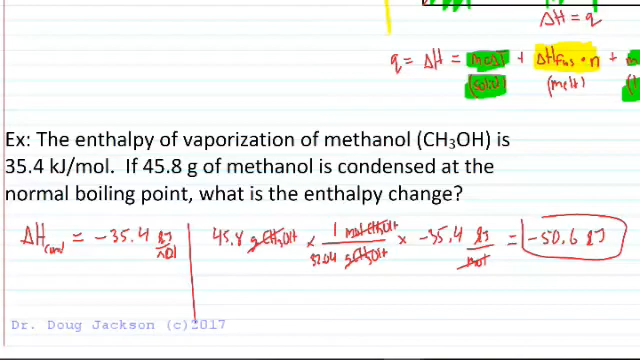 ΔH = q
q = ΔH = mcΔT + ΔHfus · n +
(solid) (melt)
Ex: The enthalpy of vaporization of methanol (CH₃OH) is
35.4 kJ/mol. If 45.8 g of methanol is condensed at the
normal boiling point, what is the enthalpy change?
ΔHcond = -35.4 kJ/mol | 45.8 g CH₃OH × 1 mol CH₃OH/32.04 g CH₃OH × -35.4 kJ/mol = -50.6 kJ
Dr. Doug Jackson (c)2017